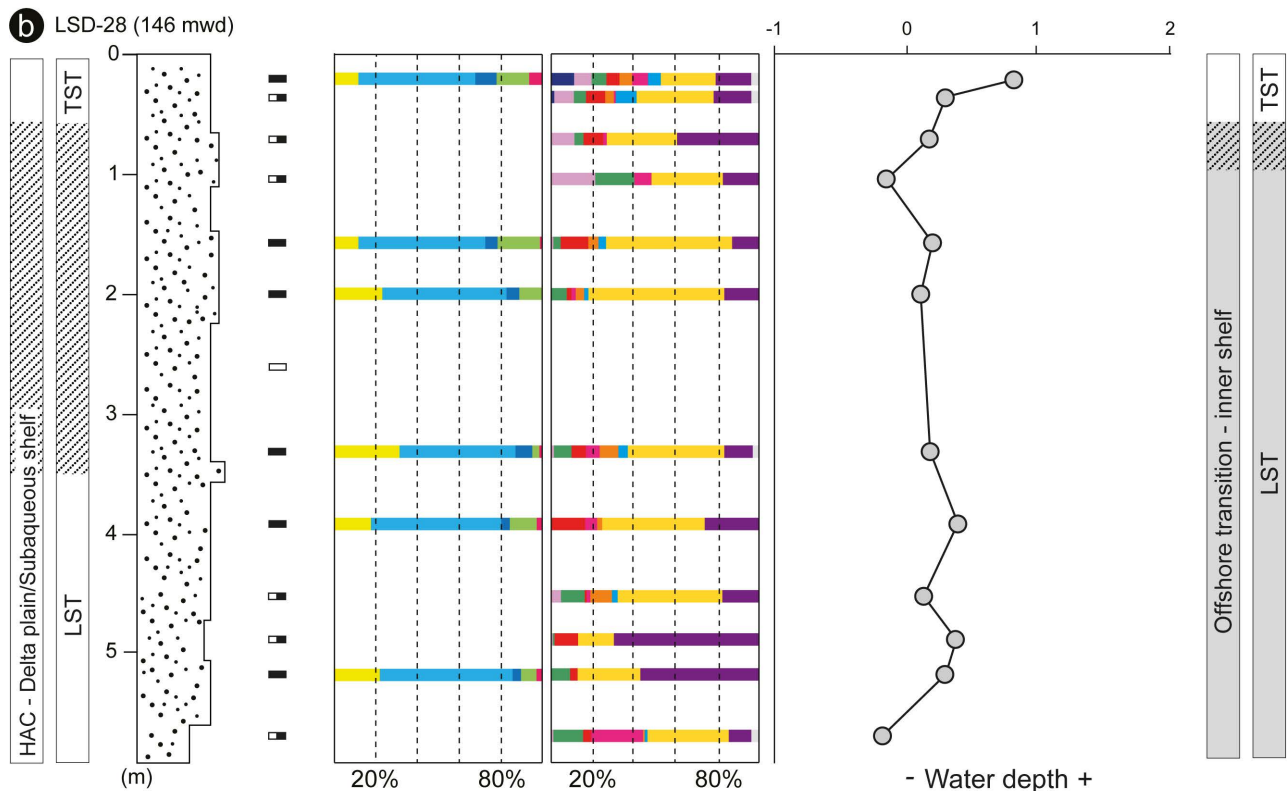 b LSD-28 (146 mwd)
-1 0 1 2
0
1
2
3
4
5
(m)
HAC - Delta plain/Subaqueous shelf
TST
LST
20% 80% 20% 80%
- Water depth +
Offshore transition - inner shelf
TST
LST